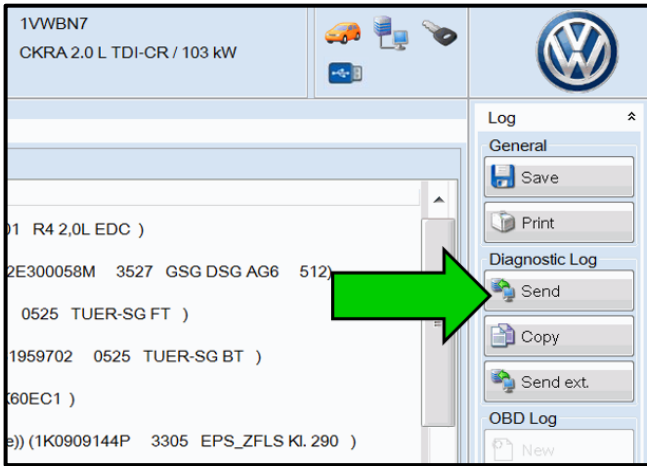 1VWBN7
CKRA 2.0 L TDI-CR / 103 kW
Log
General
Save
Print
Diagnostic Log
Send
Copy
Send ext.
OBD Log
New
01 R4 2,0L EDC )
2E300058M 3527 GSG DSG AG6 512)
0525 TUER-SG FT )
1959702 0525 TUER-SG BT )
K60EC1 )
e)) (1K0909144P 3305 EPS_ZFLS Kl. 290 )